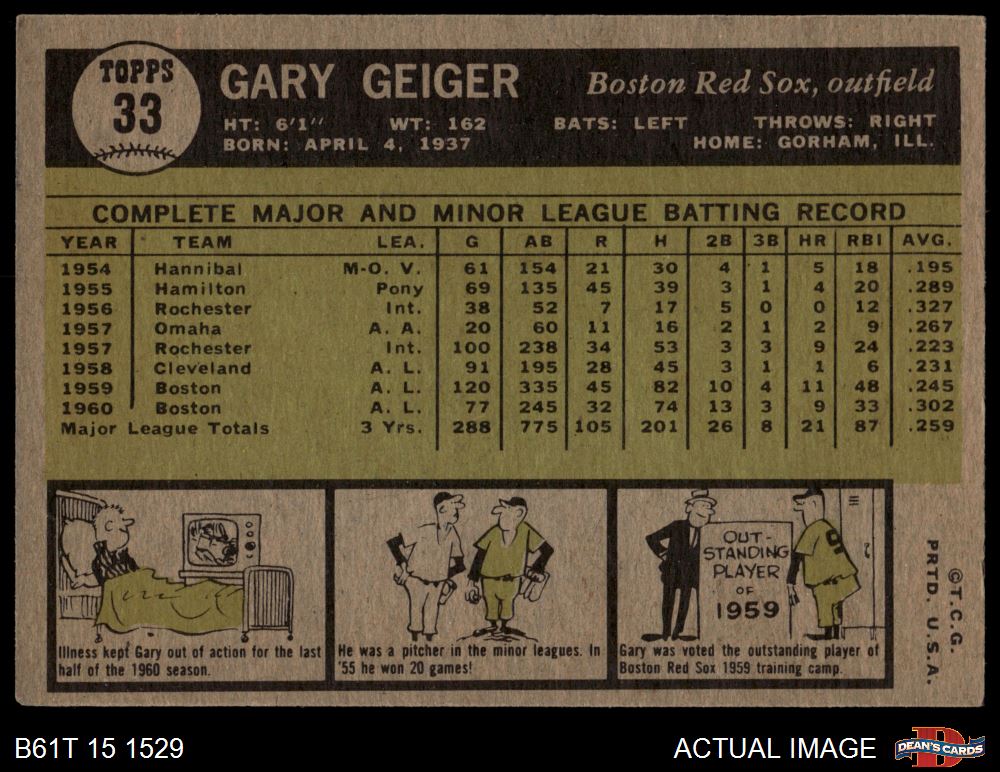 TOPPS
33
GARY GEIGER
Boston Red Sox, outfield
HT: 6'1" WT: 162 BATS: LEFT THROWS: RIGHT
BORN: APRIL 4, 1937 HOME: GORHAM, ILL.
COMPLETE MAJOR AND MINOR LEAGUE BATTING RECORD
YEAR TEAM LEA. G AB R H 2B 3B HR RBI AVG.
1954 Hannibal M-O. V. 61 154 21 30 4 1 5 18 .195
1955 Hamilton Pony 69 135 45 39 3 1 4 20 .289
1956 Rochester Int. 38 52 7 17 5 0 0 12 .327
1957 Omaha A. A. 20 60 11 16 2 1 2 9 .267
1957 Rochester Int. 100 238 34 53 3 3 9 24 .223
1958 Cleveland A. L. 91 195 28 45 3 1 1 6 .231
1959 Boston A. L. 120 335 45 82 10 4 11 48 .245
1960 Boston A. L. 77 245 32 74 13 3 9 33 .302
Major League Totals 3 Yrs. 288 775 105 201 26 8 21 87 .259
Illness kept Gary out of action for the last
half of the 1960 season.
He was a pitcher in the minor leagues. In
'55 he won 20 games!
OUT-
STANDING
PLAYER
OF
1959
Gary was voted the outstanding player of
Boston Red Sox 1959 training camp.
©T.C.G.
PRTD. U.S.A.
B61T 15 1529
ACTUAL IMAGE
D
DEAN'S CARDS